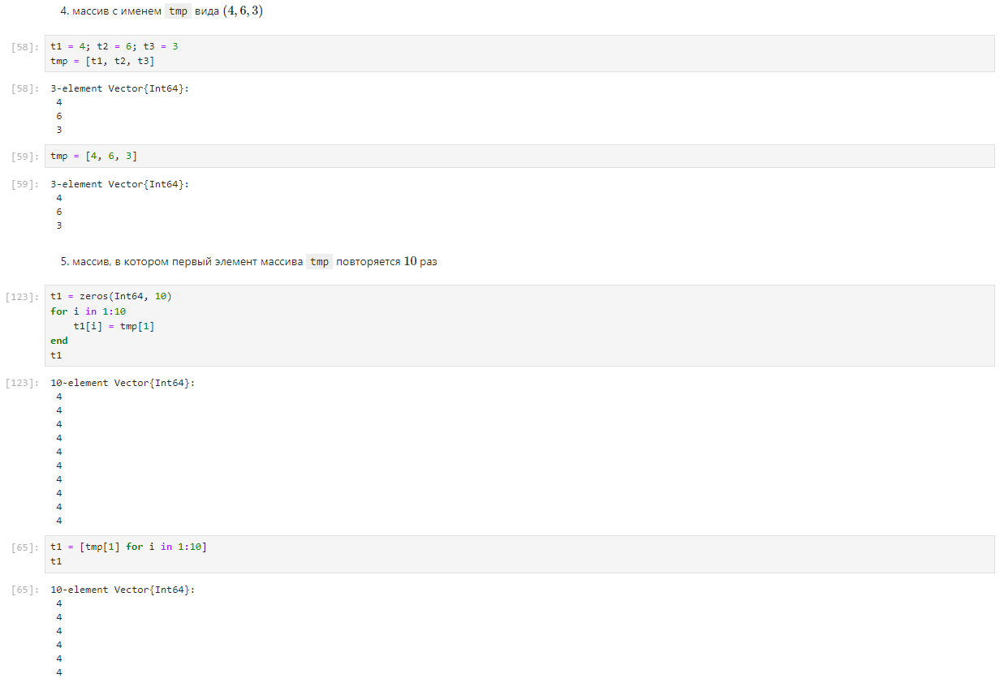 4. массив с именем tmp вида (4, 6, 3)
[58]: t1 = 4; t2 = 6; t3 = 3
tmp = [t1, t2, t3]
[58]: 3-element Vector{Int64}:
4
6
3
[59]: tmp = [4, 6, 3]
[59]: 3-element Vector{Int64}:
4
6
3
5. массив, в котором первый элемент массива tmp повторяется 10 раз
[123]: t1 = zeros(Int64, 10)
for i in 1:10
    t1[i] = tmp[1]
end
t1
[123]: 10-element Vector{Int64}:
4
4
4
4
4
4
4
4
4
4
[65]: t1 = [tmp[1] for i in 1:10]
t1
[65]: 10-element Vector{Int64}:
4
4
4
4
4
4